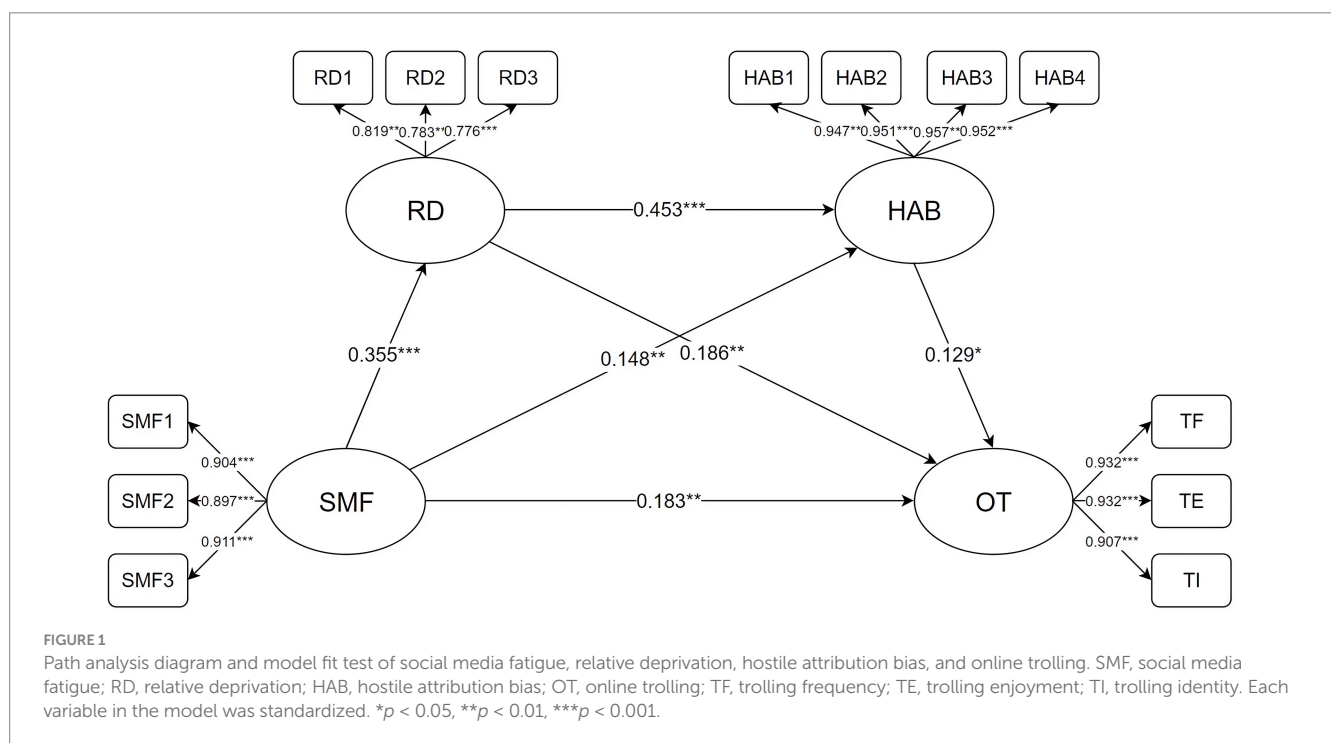 RD1 RD2 RD3 HAB1 HAB2 HAB3 HAB4
0.819** 0.783** 0.776*** 0.947** 0.951*** 0.957** 0.952***
RD 0.453*** HAB
0.355*** 0.148** 0.186** 0.129*
SMF1 TF
0.904*** 0.932***
SMF2 0.897*** SMF 0.183** OT 0.932*** TE
0.911*** 0.907***
SMF3 TI
FIGURE 1
Path analysis diagram and model fit test of social media fatigue, relative deprivation, hostile attribution bias, and online trolling. SMF, social media
fatigue; RD, relative deprivation; HAB, hostile attribution bias; OT, online trolling; TF, trolling frequency; TE, trolling enjoyment; TI, trolling identity. Each
variable in the model was standardized. *p < 0.05, **p < 0.01, ***p < 0.001.